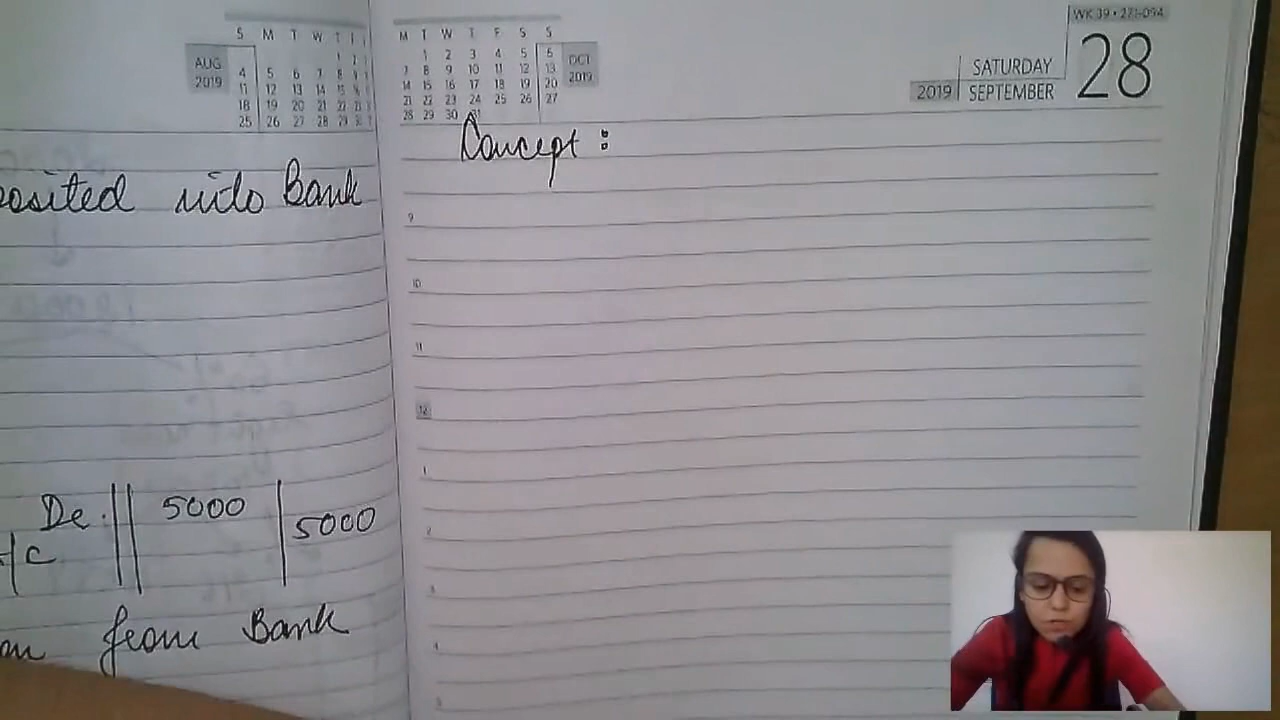 S M T W T
AUG
2019
4 5 6 7 8
11 12 13 14 15
18 19 20 21 22
25 26 27 28 29
M T W T F S S
1 2 3 4 5 6
7 8 9 10 11 12 13
14 15 16 17 18 19 20
21 22 23 24 25 26 27
28 29 30 31
OCT
2019
WK 39 • 271-094
SATURDAY
2019 SEPTEMBER
28
posited into Bank
De. 5000
5000
A/C
from Bank
Concept :
9
10
11
12
1
2
3
4
5